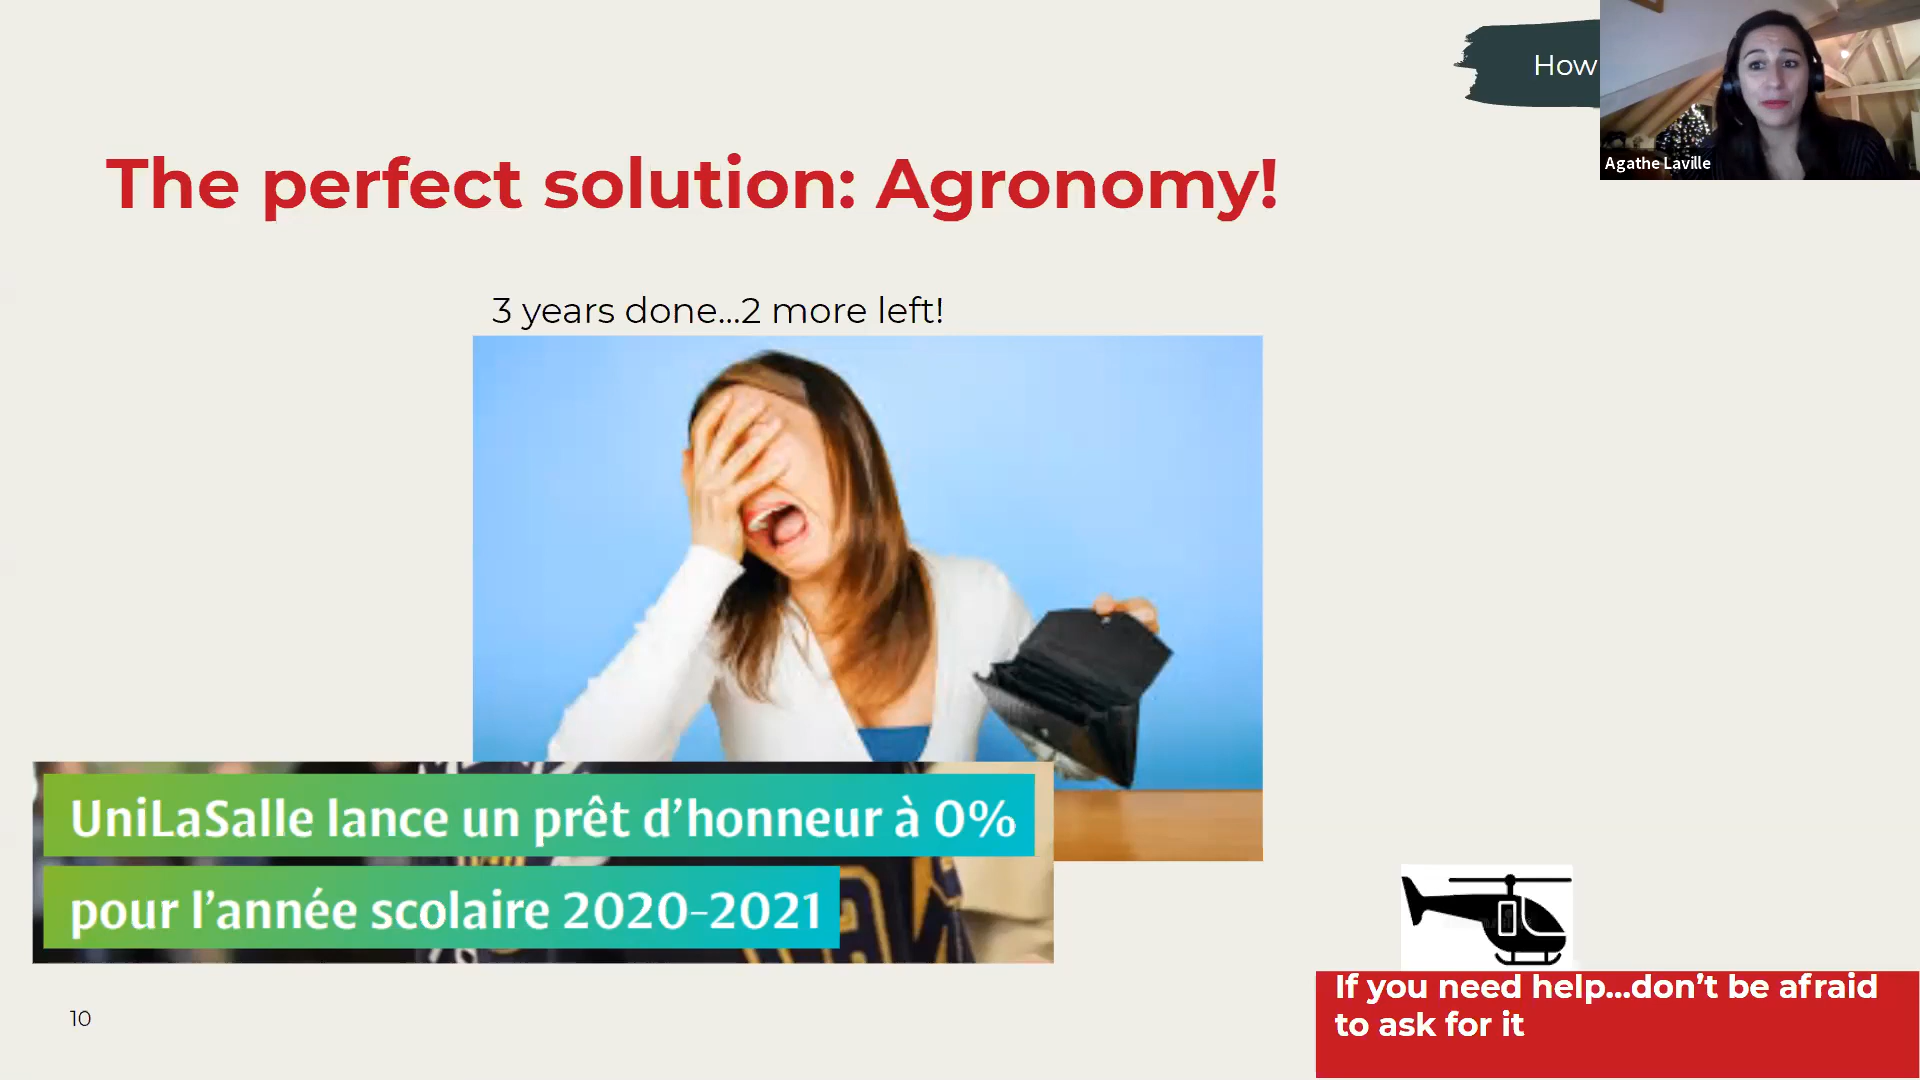 How
Agathe Laville
The perfect solution: Agronomy!
3 years done...2 more left!
UniLaSalle lance un prêt d’honneur à 0%
pour l’année scolaire 2020-2021
If you need help...don’t be afraid
to ask for it
10